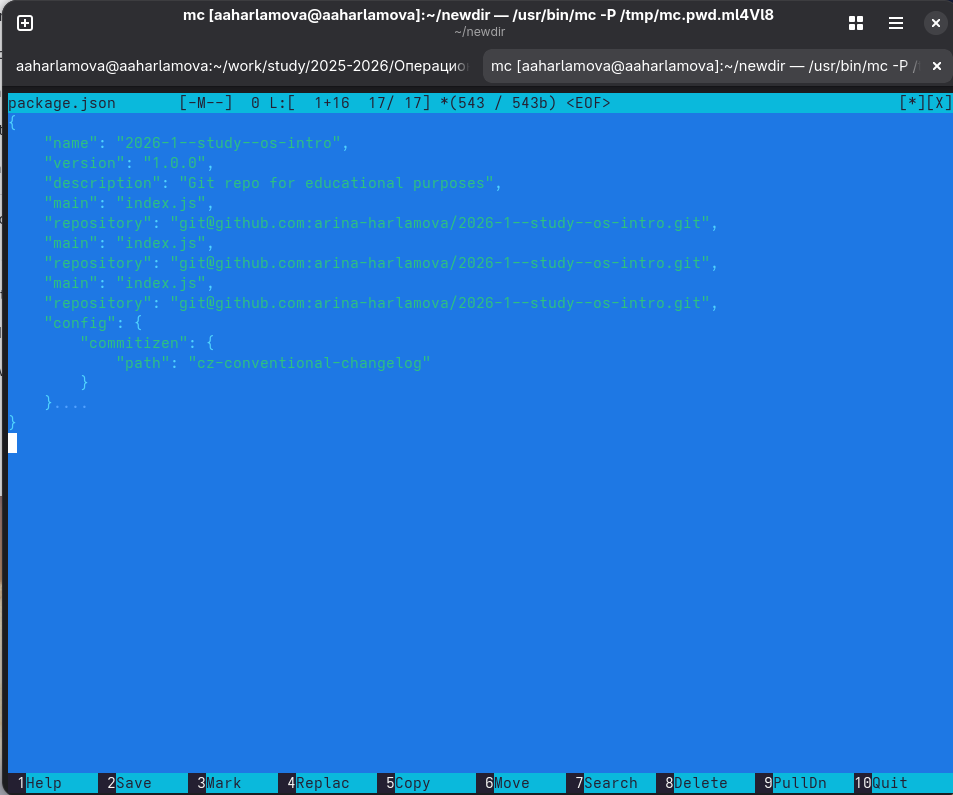 mc [aaharlamova@aaharlamova]:~/newdir — /usr/bin/mc -P /tmp/mc.pwd.ml4Vl8
~/newdir
aaharlamova@aaharlamova:~/work/study/2025-2026/Операцио
mc [aaharlamova@aaharlamova]:~/newdir — /usr/bin/mc -P /
package.json       [-M--]  0 L:[  1+16  17/ 17] *(543 / 543b) <EOF>                                [*][X]
{
    "name": "2026-1--study--os-intro",
    "version": "1.0.0",
    "description": "Git repo for educational purposes",
    "main": "index.js",
    "repository": "git@github.com:arina-harlamova/2026-1--study--os-intro.git",
    "main": "index.js",
    "repository": "git@github.com:arina-harlamova/2026-1--study--os-intro.git",
    "main": "index.js",
    "repository": "git@github.com:arina-harlamova/2026-1--study--os-intro.git",
    "config": {
        "commitizen": {
            "path": "cz-conventional-changelog"
        }
    }....
}
1Help 2Save 3Mark 4Replac 5Copy 6Move 7Search 8Delete 9PullDn 10Quit